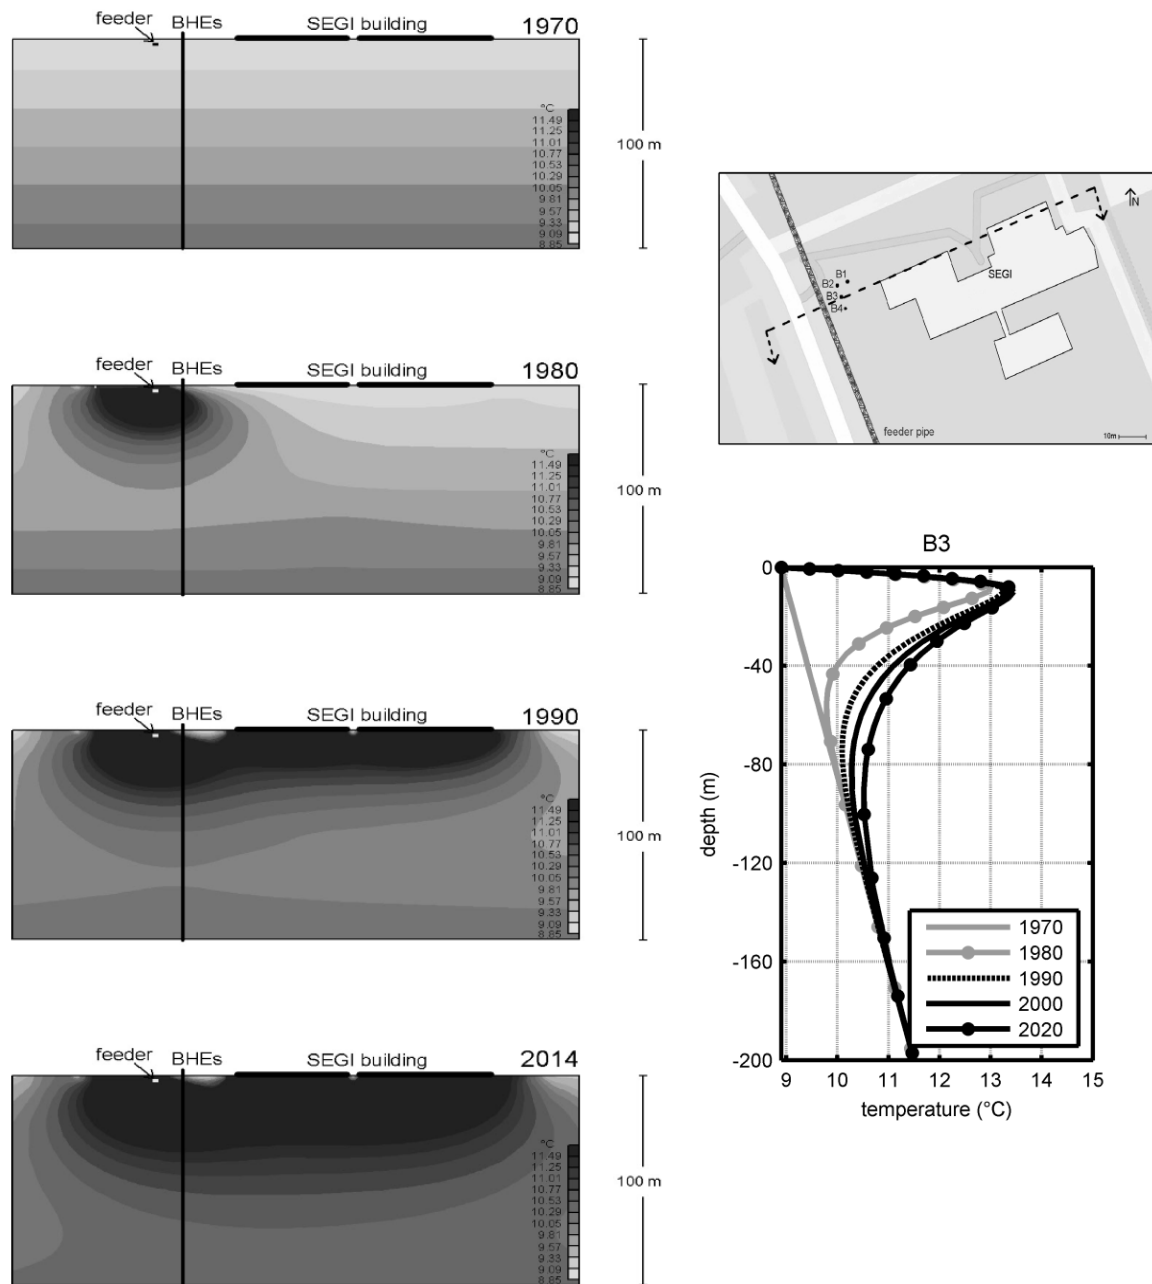 feeder BHEs SEGI building 1970
°C
11.49
11.25
11.01
10.77
10.53
10.29
10.05
9.81
9.57
9.33
9.09
8.85
100 m
feeder BHEs SEGI building 1980
°C
11.49
11.25
11.01
10.77
10.53
10.29
10.05
9.81
9.57
9.33
9.09
8.85
100 m
feeder BHEs SEGI building 1990
°C
11.49
11.25
11.01
10.77
10.53
10.29
10.05
9.81
9.57
9.33
9.09
8.85
100 m
feeder BHEs SEGI building 2014
°C
11.49
11.25
11.01
10.77
10.53
10.29
10.05
9.81
9.57
9.33
9.09
8.85
100 m
N
SEGI
B1
B2
B3
B4
feeder pipe
10m
B3
0
-40
-80
-120
-160
-200
depth (m)
1970
1980
1990
2000
2020
9 10 11 12 13 14 15
temperature (°C)